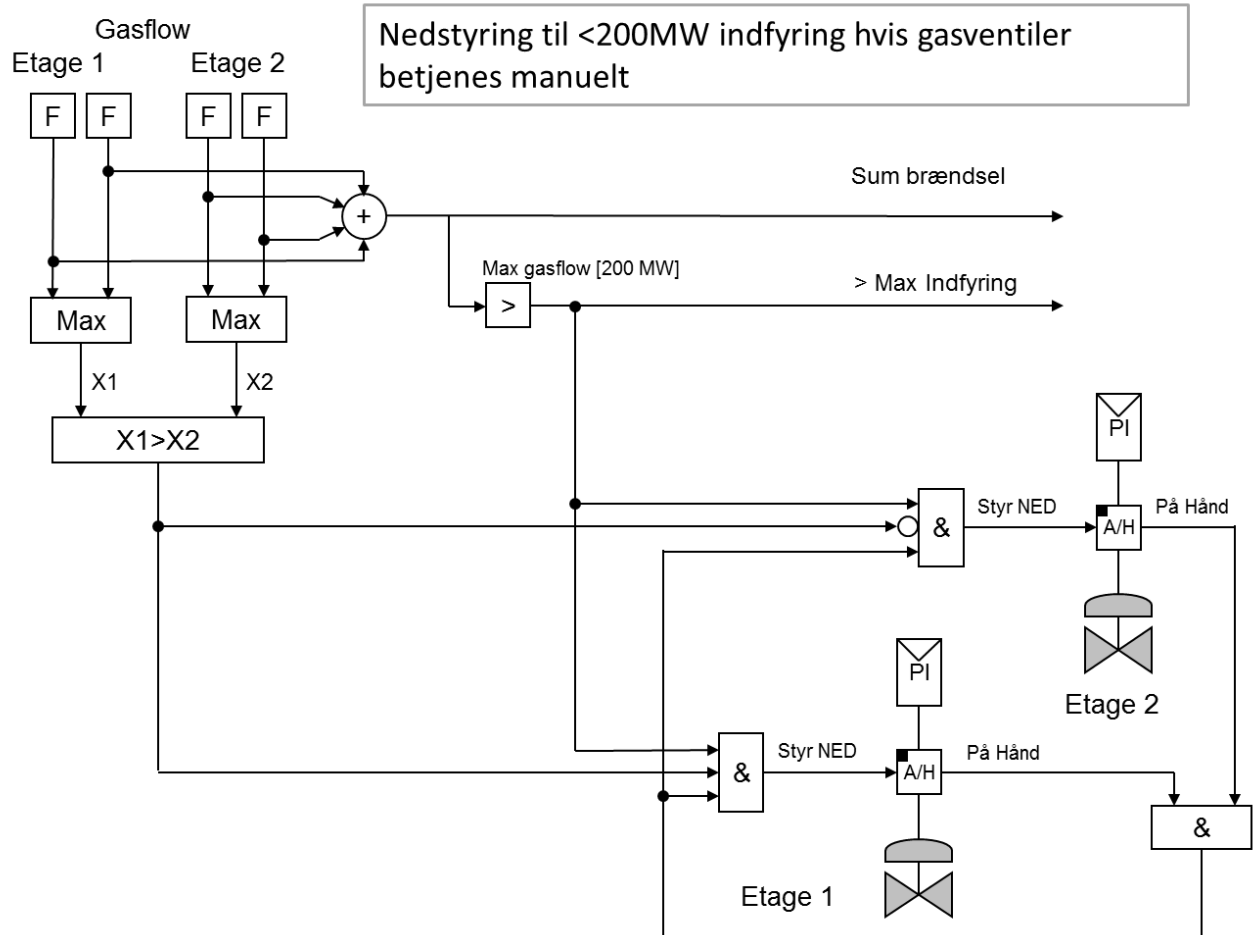 Nedstyring til <200MW indfyring hvis gasventiler
betjenes manuelt
Gasflow
Etage 1
Etage 2
F
F
F
F
+
Sum brændsel
Max gasflow [200 MW]
>
> Max Indfyring
Max
Max
X1
X2
X1>X2
PI
&
Styr NED
A/H
På Hånd
Etage 2
PI
&
Styr NED
A/H
På Hånd
&
Etage 1